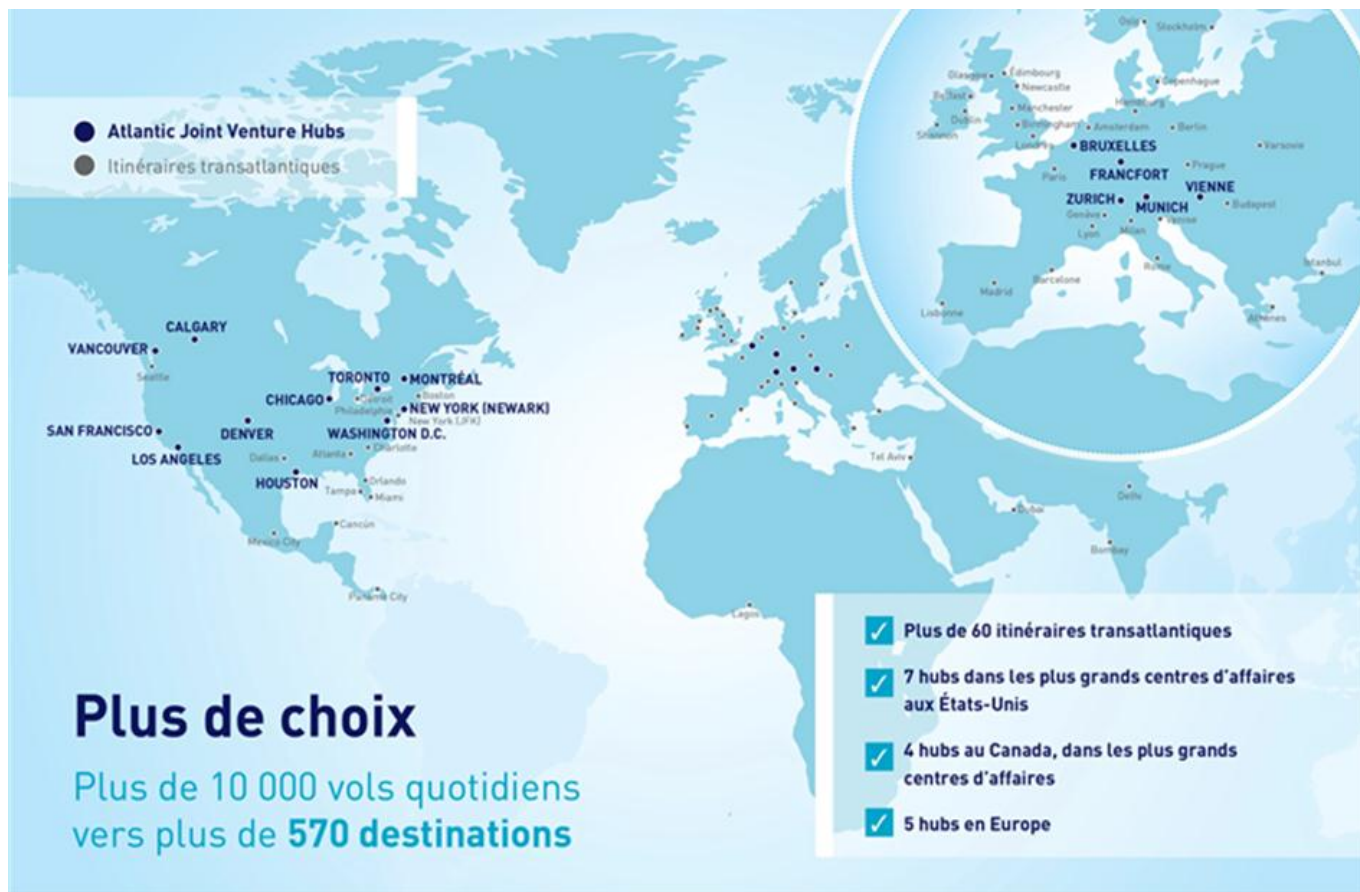 Atlantic Joint Venture Hubs
Itinéraires transatlantiques
Oslo
Stockholm
Glasgow
Édimbourg
Newcastle
Copenhague
Belfast
Manchester
Hambourg
Dublin
Shannon
Birmingham
Amsterdam
Berlin
Londres
BRUXELLES
Varsovie
Paris
FRANCFORT
Prague
ZURICH
MUNICH
VIENNE
Budapest
Genève
Venise
Lyon
Milan
Rome
Istanbul
Barcelone
Madrid
Lisbonne
Athènes
CALGARY
VANCOUVER
Seattle
TORONTO
MONTRÉAL
CHICAGO
Détroit
Boston
Philadelphie
NEW YORK (NEWARK)
New York (JFK)
SAN FRANCISCO
DENVER
WASHINGTON D.C.
LOS ANGELES
Dallas
Atlanta
Charlotte
HOUSTON
Orlando
Tampa
Miami
Cancún
Mexico City
Panama City
Tel Aviv
Dubai
Delhi
Bombay
Lagos
Plus de 60 itinéraires transatlantiques
7 hubs dans les plus grands centres d'affaires
aux États-Unis
4 hubs au Canada, dans les plus grands
centres d'affaires
5 hubs en Europe
Plus de choix
Plus de 10 000 vols quotidiens
vers plus de 570 destinations